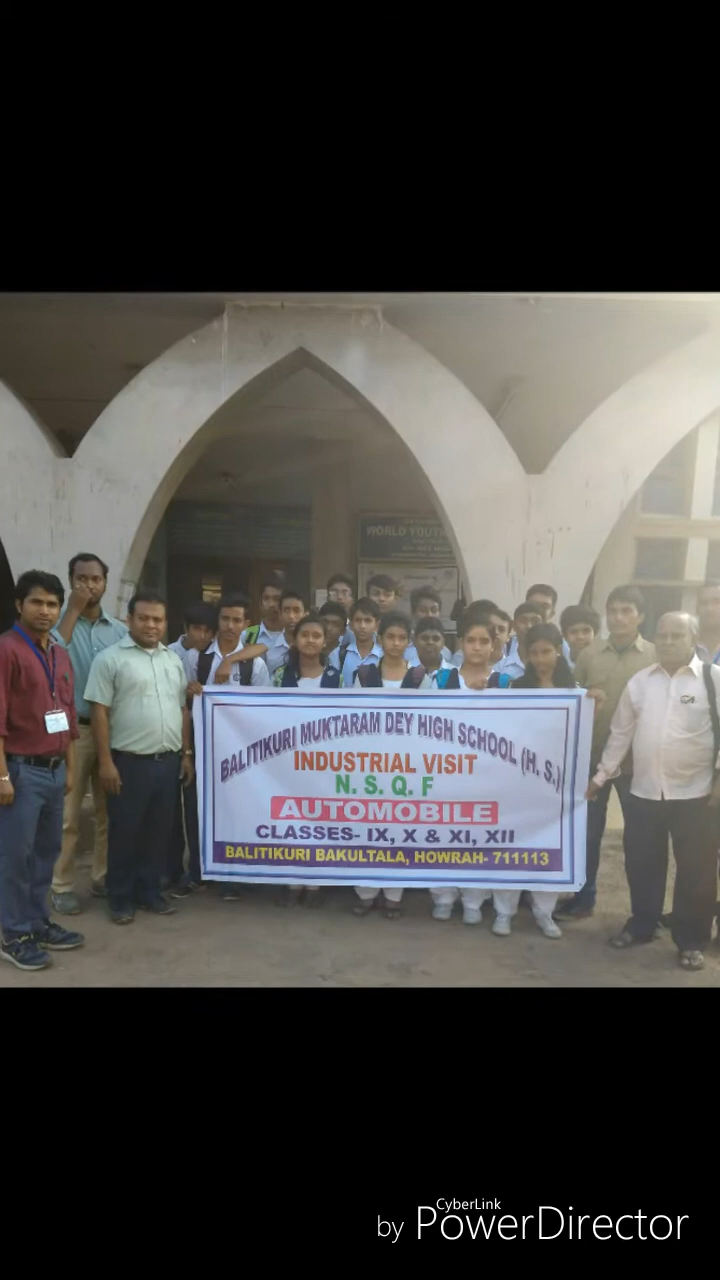 WORLD YOUTH
BALITIKURI MUKTARAM DEY HIGH SCHOOL (H. S.)
INDUSTRIAL VISIT
N. S. Q. F
AUTOMOBILE
CLASSES- IX, X & XI, XII
BALITIKURI BAKULTALA, HOWRAH- 711113
CyberLink
by PowerDirector